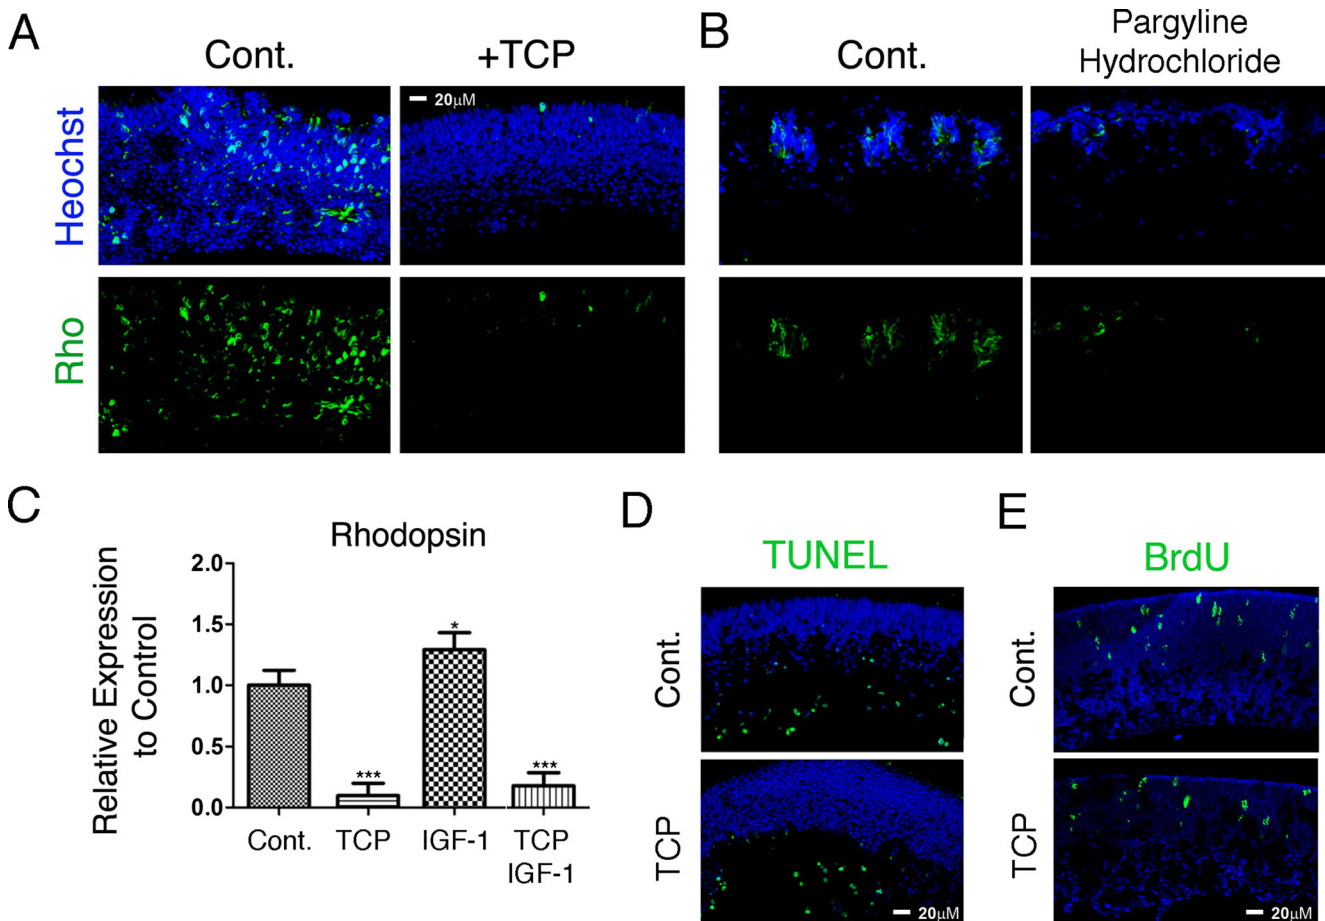 A
Cont.
+TCP
B
Cont.
Pargyline
Hydrochloride
Heochst
20µM
Rho
C
Rhodopsin
Relative Expression
to Control
2.0
1.5
1.0
0.5
0.0
*
***
***
Cont.
TCP
IGF-1
TCP
IGF-1
D
TUNEL
Cont.
TCP
20µM
E
BrdU
Cont.
TCP
20µM